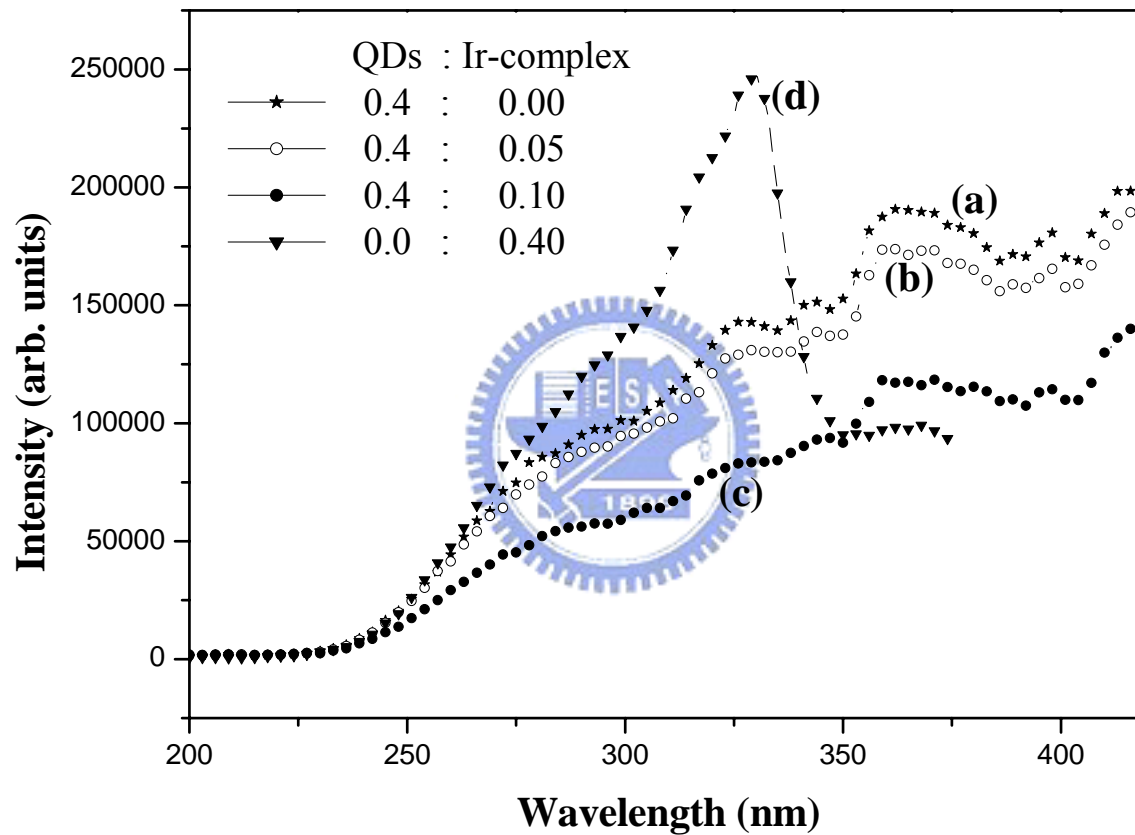 QDs : Ir-complex
0.4 : 0.00
0.4 : 0.05
0.4 : 0.10
0.0 : 0.40
(d)
(a)
(b)
(c)
250000
200000
150000
100000
50000
0
Intensity (arb. units)
200 250 300 350 400
Wavelength (nm)
E S